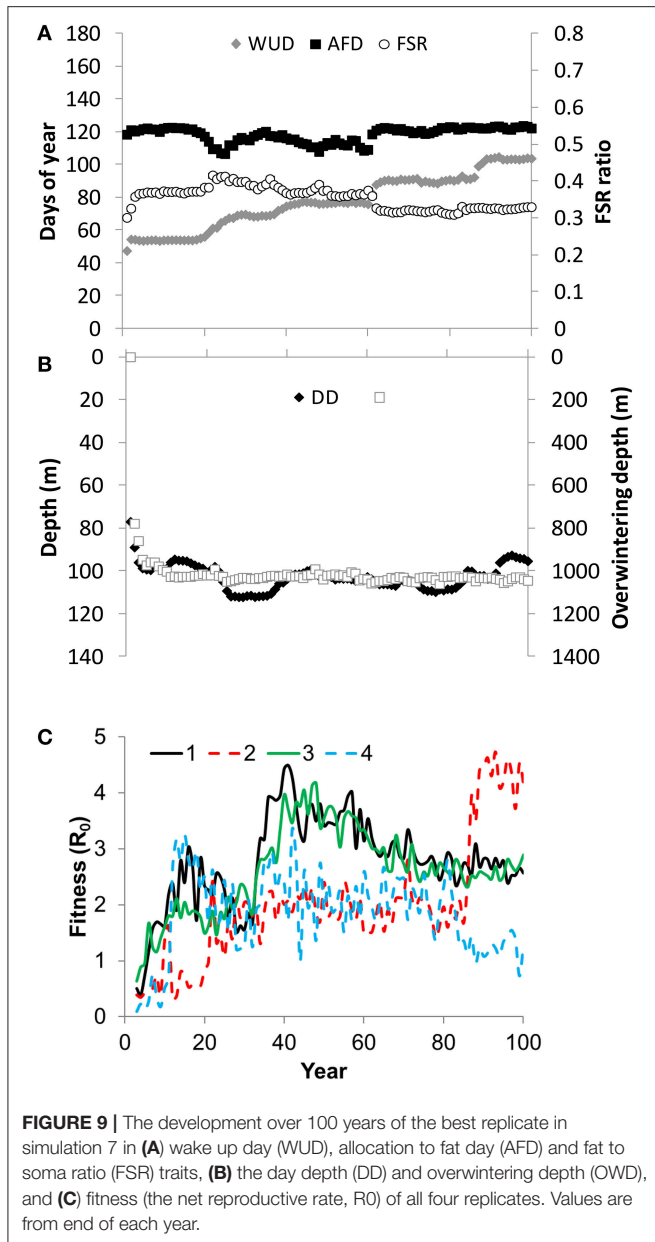 A
WUD AFD FSR
Days of year
180
160
140
120
100
80
60
40
20
0
FSR ratio
0.8
0.7
0.6
0.5
0.4
0.3
0.2
0.1
0
B
DD
Depth (m)
0
20
40
60
80
100
120
140
Overwintering depth (m)
0
200
400
600
800
1000
1200
1400
C
1 2 3 4
Fitness (R0)
5
4
3
2
1
0
0 20 40 60 80 100
Year
FIGURE 9 | The development over 100 years of the best replicate in
simulation 7 in (A) wake up day (WUD), allocation to fat day (AFD) and fat to
soma ratio (FSR) traits, (B) the day depth (DD) and overwintering depth (OWD),
and (C) fitness (the net reproductive rate, R0) of all four replicates. Values are
from end of each year.